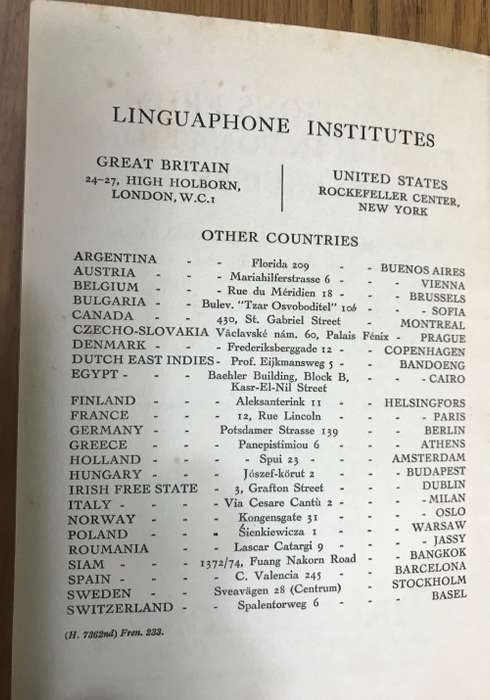 LINGUAPHONE INSTITUTES
GREAT BRITAIN
24-27, HIGH HOLBORN,
LONDON, W.C.1
UNITED STATES
ROCKEFELLER CENTER,
NEW YORK
OTHER COUNTRIES
ARGENTINA - - Florida 209 - - BUENOS AIRES
AUSTRIA - - Mariahilferstrasse 6 - - VIENNA
BELGIUM - - Rue du Méridien 18 - - BRUSSELS
BULGARIA - - Bulev. "Tzar Osvoboditel" 10b - - SOFIA
CANADA - - 430, St. Gabriel Street - - MONTREAL
CZECHO-SLOVAKIA Václavské nám. 60, Palais Fénix - PRAGUE
DENMARK - - Frederiksberggade 12 - - COPENHAGEN
DUTCH EAST INDIES - Prof. Eijkmansweg 5 - - BANDOENG
EGYPT - - - Baehler Building, Block B, - - CAIRO
Kasr-El-Nil Street
FINLAND - - Aleksanterink 11 - - HELSINGFORS
FRANCE - - - 12, Rue Lincoln - - - PARIS
GERMANY - - Potsdamer Strasse 139 - - BERLIN
GREECE - - - Panepistimiou 6 - - ATHENS
HOLLAND - - - Spui 23 - - - AMSTERDAM
HUNGARY - - Jószef-körut 2 - - - BUDAPEST
IRISH FREE STATE - 3, Grafton Street - - - DUBLIN
ITALY - - - Via Cesare Cantù 2 - - - MILAN
NORWAY - - - Kongensgate 31 - - - OSLO
POLAND - - - Śienkiewicza 1 - - - WARSAW
ROUMANIA - - Lascar Catargi 9 - - - JASSY
SIAM - - - 1372/74, Fuang Nakorn Road - - BANGKOK
SPAIN - - - C. Valencia 245 - - - BARCELONA
SWEDEN - - Sveavägen 28 (Centrum) - - STOCKHOLM
SWITZERLAND - - Spalentorweg 6 - - - BASEL
(H. 7362nd) Fren. 233.